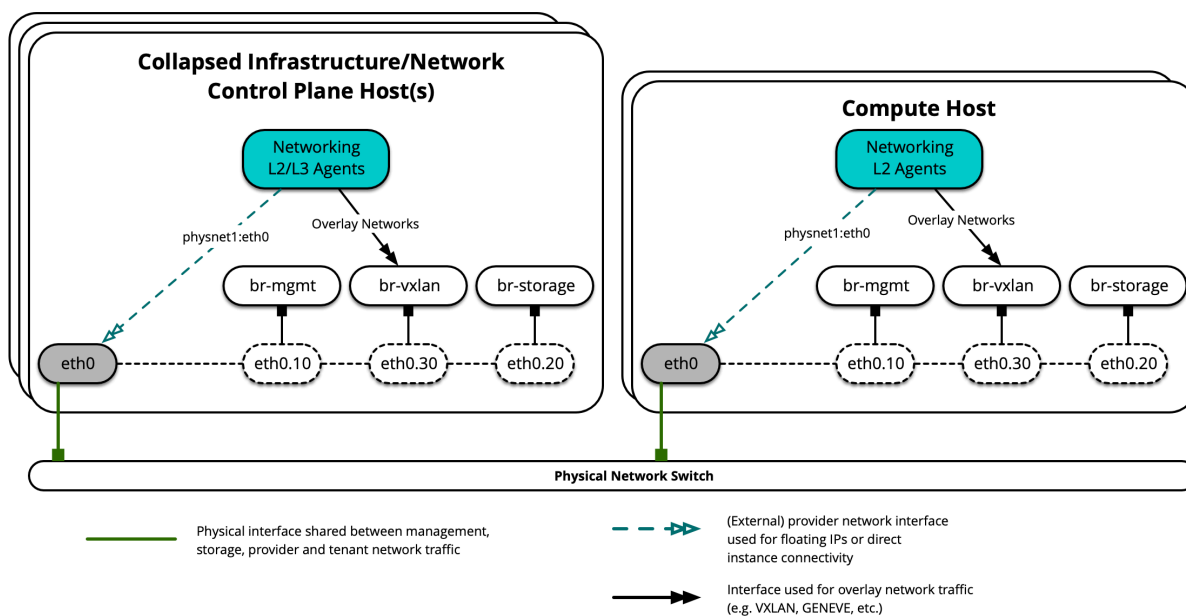 Collapsed Infrastructure/Network
Control Plane Host(s)
Networking
L2/L3 Agents
Overlay Networks
physnet1:eth0
br-mgmt
br-vxlan
br-storage
eth0
eth0.10
eth0.30
eth0.20
Compute Host
Networking
L2 Agents
Overlay Networks
physnet1:eth0
br-mgmt
br-vxlan
br-storage
eth0
eth0.10
eth0.30
eth0.20
Physical Network Switch
Physical interface shared between management,
storage, provider and tenant network traffic
(External) provider network interface
used for floating IPs or direct
instance connectivity
Interface used for overlay network traffic
(e.g. VXLAN, GENEVE, etc.)